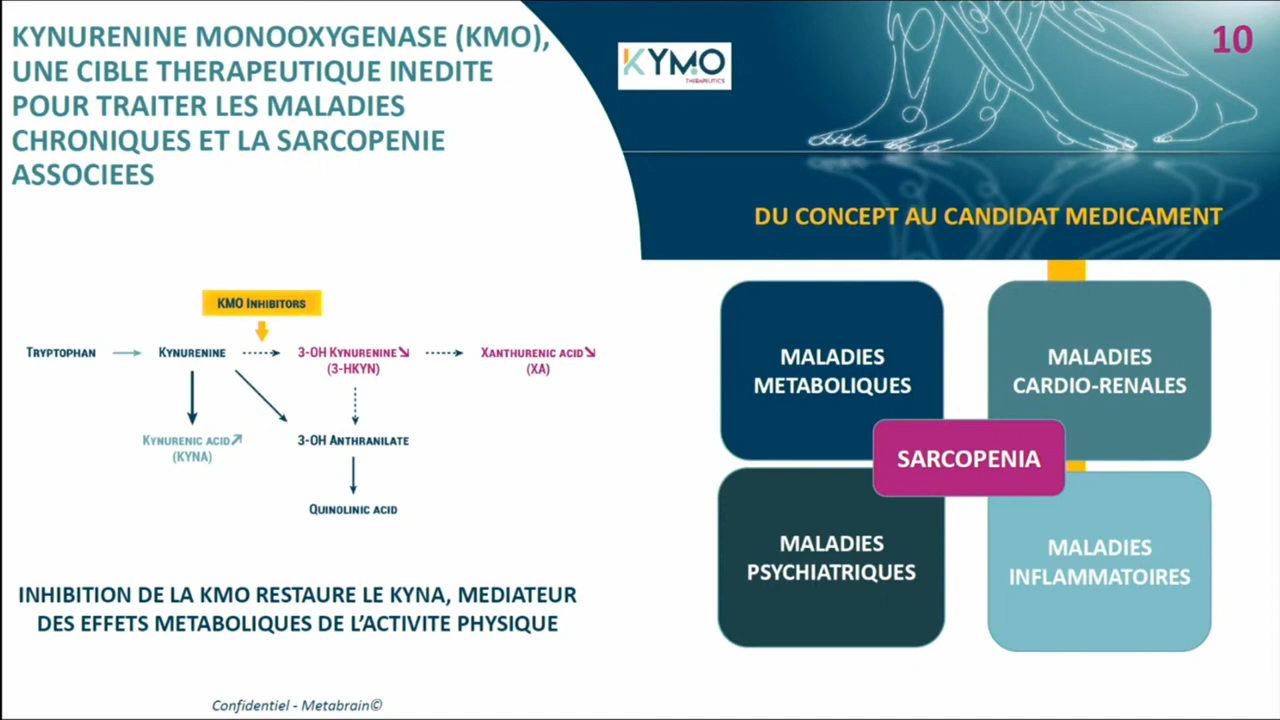 KYNURENINE MONOOXYGENASE (KMO),
UNE CIBLE THERAPEUTIQUE INEDITE
POUR TRAITER LES MALADIES
CHRONIQUES ET LA SARCOPENIE
ASSOCIEES
KYMO
THERAPEUTICS
10
DU CONCEPT AU CANDIDAT MEDICAMENT
KMO INHIBITORS
TRYPTOPHAN
KYNURENINE
3-OH KYNURENINE↘
(3-HKYN)
XANTHURENIC ACID↘
(XA)
KYNURENIC ACID↗
(KYNA)
3-OH ANTHRANILATE
QUINOLINIC ACID
INHIBITION DE LA KMO RESTAURE LE KYNA, MEDIATEUR
DES EFFETS METABOLIQUES DE L'ACTIVITE PHYSIQUE
MALADIES
METABOLIQUES
MALADIES
CARDIO-RENALES
SARCOPENIA
MALADIES
PSYCHIATRIQUES
MALADIES
INFLAMMATOIRES
Confidentiel - Metabrain©